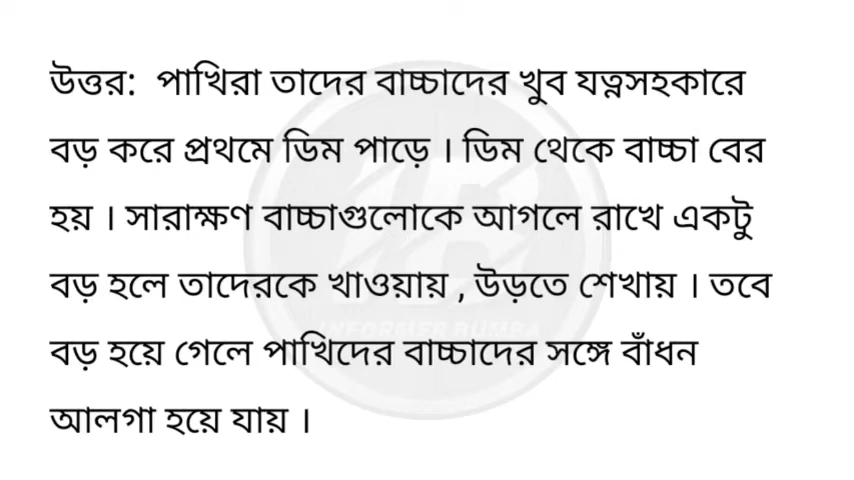 উত্তর: পাখিরা তাদের বাচ্চাদের খুব যত্নসহকারে
বড় করে প্রথমে ডিম পাড়ে । ডিম থেকে বাচ্চা বের
হয় । সারাক্ষণ বাচ্চাগুলোকে আগলে রাখে একটু
বড় হলে তাদেরকে খাওয়ায় , উড়তে শেখায় । তবে
বড় হয়ে গেলে পাখিদের বাচ্চাদের সঙ্গে বাঁধন
আলগা হয়ে যায় ।